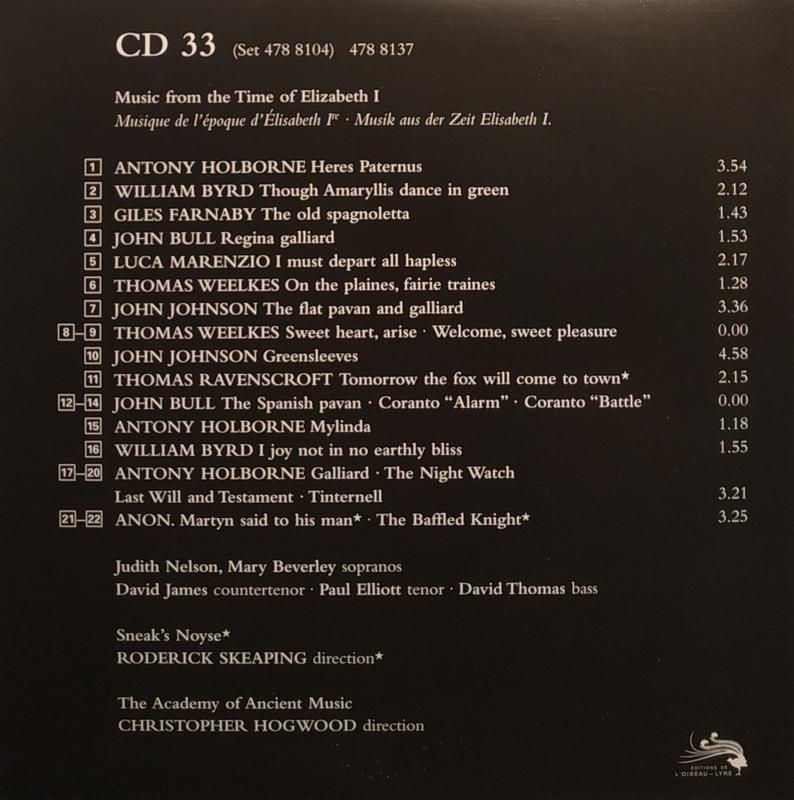 CD 33 (Set 478 8104) 478 8137
Music from the Time of Elizabeth I
Musique de l'époque d'Élisabeth Iʳᵉ · Musik aus der Zeit Elisabeth I.
1 ANTONY HOLBORNE Heres Paternus 3.54
2 WILLIAM BYRD Though Amaryllis dance in green 2.12
3 GILES FARNABY The old spagnoletta 1.43
4 JOHN BULL Regina galliard 1.53
5 LUCA MARENZIO I must depart all hapless 2.17
6 THOMAS WEELKES On the plaines, fairie traines 1.28
7 JOHN JOHNSON The flat pavan and galliard 3.36
8–9 THOMAS WEELKES Sweet heart, arise · Welcome, sweet pleasure 0.00
10 JOHN JOHNSON Greensleeves 4.58
11 THOMAS RAVENSCROFT Tomorrow the fox will come to town★ 2.15
12–14 JOHN BULL The Spanish pavan · Coranto “Alarm” · Coranto “Battle” 0.00
15 ANTONY HOLBORNE Mylinda 1.18
16 WILLIAM BYRD I joy not in no earthly bliss 1.55
17–20 ANTONY HOLBORNE Galliard · The Night Watch
Last Will and Testament · Tinternell 3.21
21–22 ANON. Martyn said to his man★ · The Baffled Knight★ 3.25
Judith Nelson, Mary Beverley sopranos
David James countertenor · Paul Elliott tenor · David Thomas bass
Sneak's Noyse★
RODERICK SKEAPING direction★
The Academy of Ancient Music
CHRISTOPHER HOGWOOD direction
EDITIONS DE
L'OISEAU–LYRE